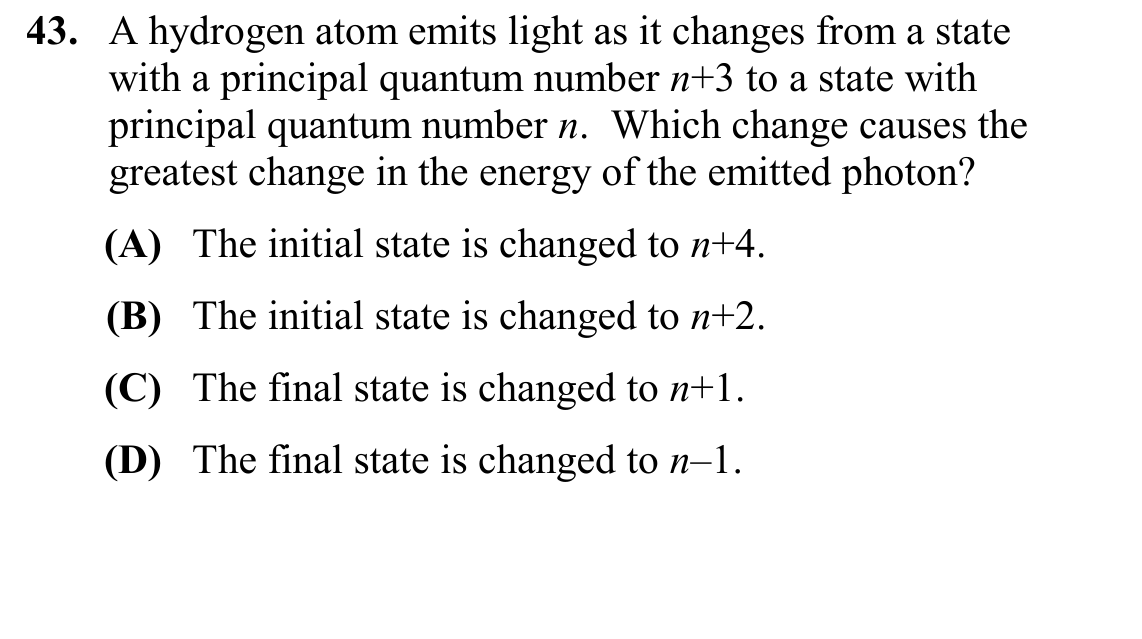 43. A hydrogen atom emits light as it changes from a state
with a principal quantum number n+3 to a state with
principal quantum number n. Which change causes the
greatest change in the energy of the emitted photon?
(A) The initial state is changed to n+4.
(B) The initial state is changed to n+2.
(C) The final state is changed to n+1.
(D) The final state is changed to n–1.